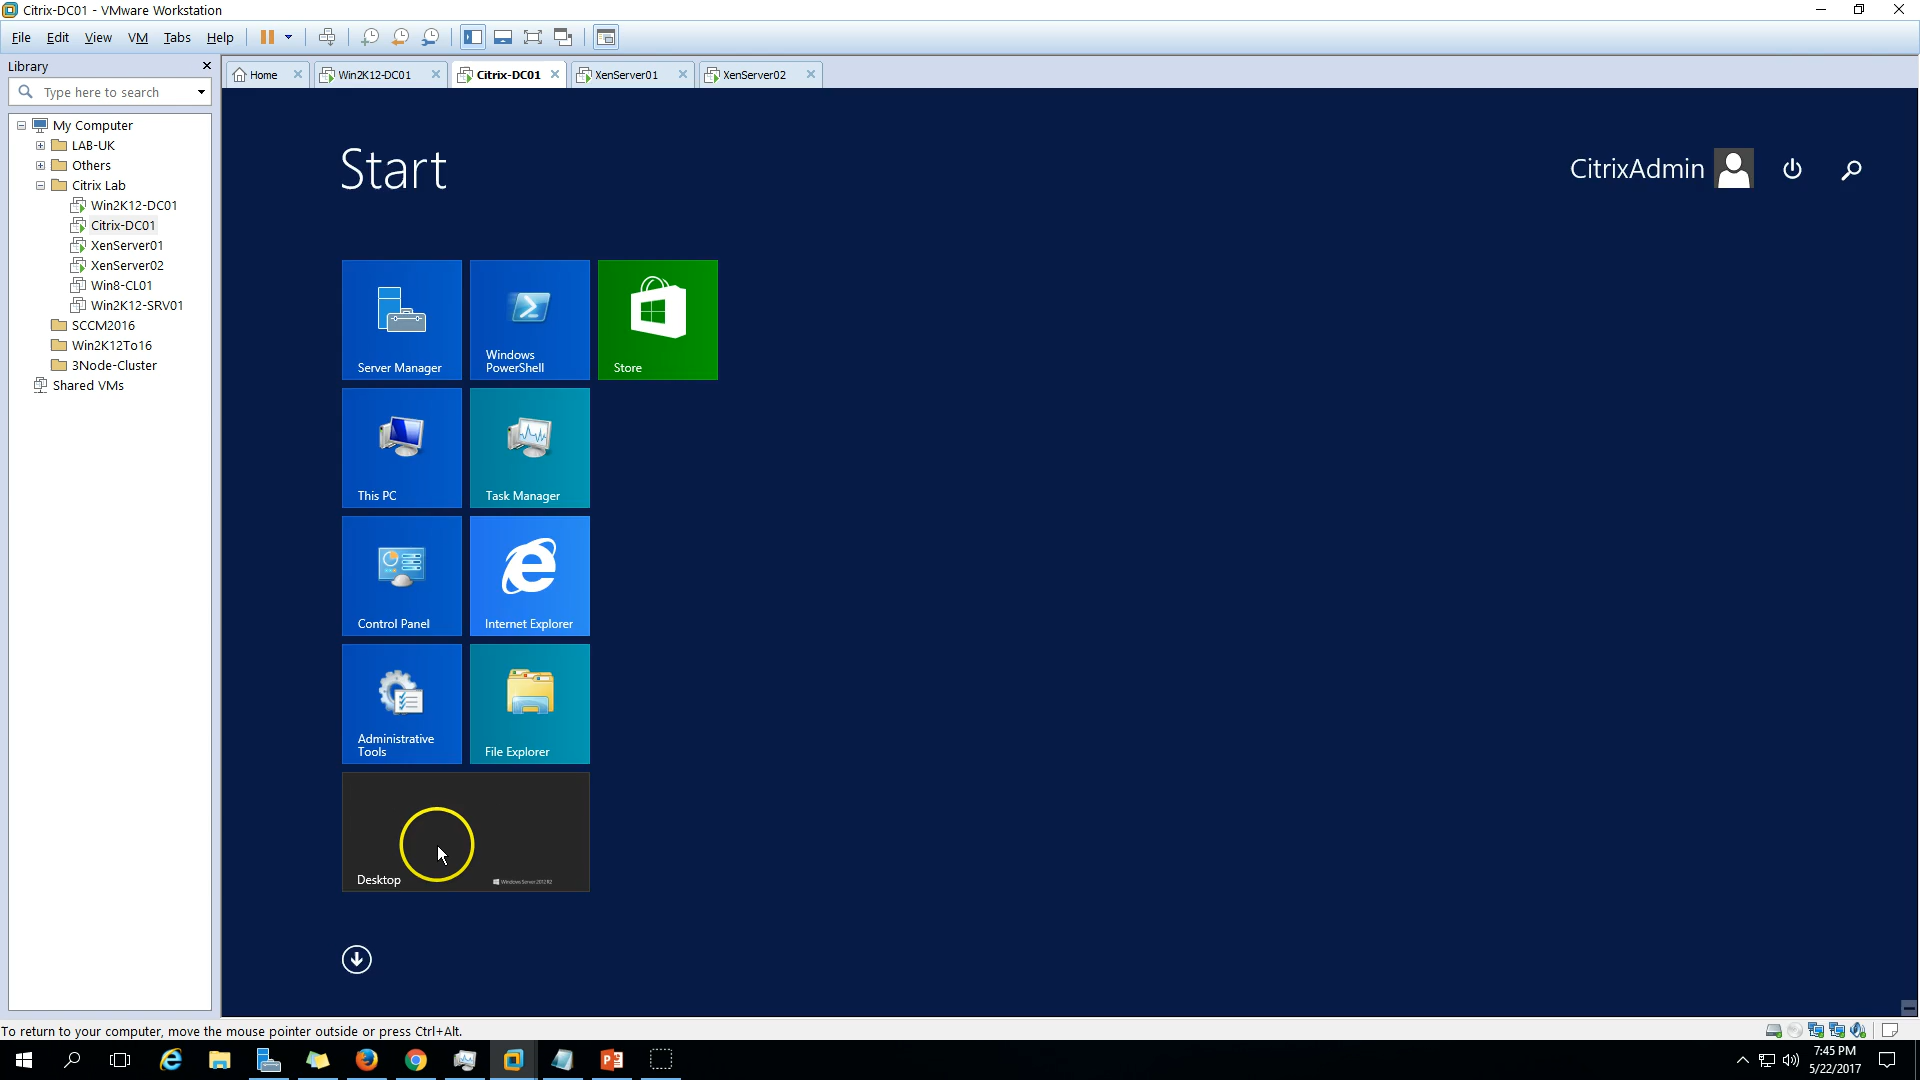 Citrix-DC01 - VMware Workstation
File Edit View VM Tabs Help
Library
Type here to search
Home
Win2K12-DC01
Citrix-DC01
XenServer01
XenServer02
My Computer
LAB-UK
Others
Citrix Lab
Win2K12-DC01
Citrix-DC01
XenServer01
XenServer02
Win8-CL01
Win2K12-SRV01
SCCM2016
Win2K12To16
3Node-Cluster
Shared VMs
Start
CitrixAdmin
Server Manager
Windows
PowerShell
Store
This PC
Task Manager
Control Panel
Internet Explorer
Administrative
Tools
File Explorer
Desktop
Windows Server 2012 R2
To return to your computer, move the mouse pointer outside or press Ctrl+Alt.
7:45 PM
5/22/2017